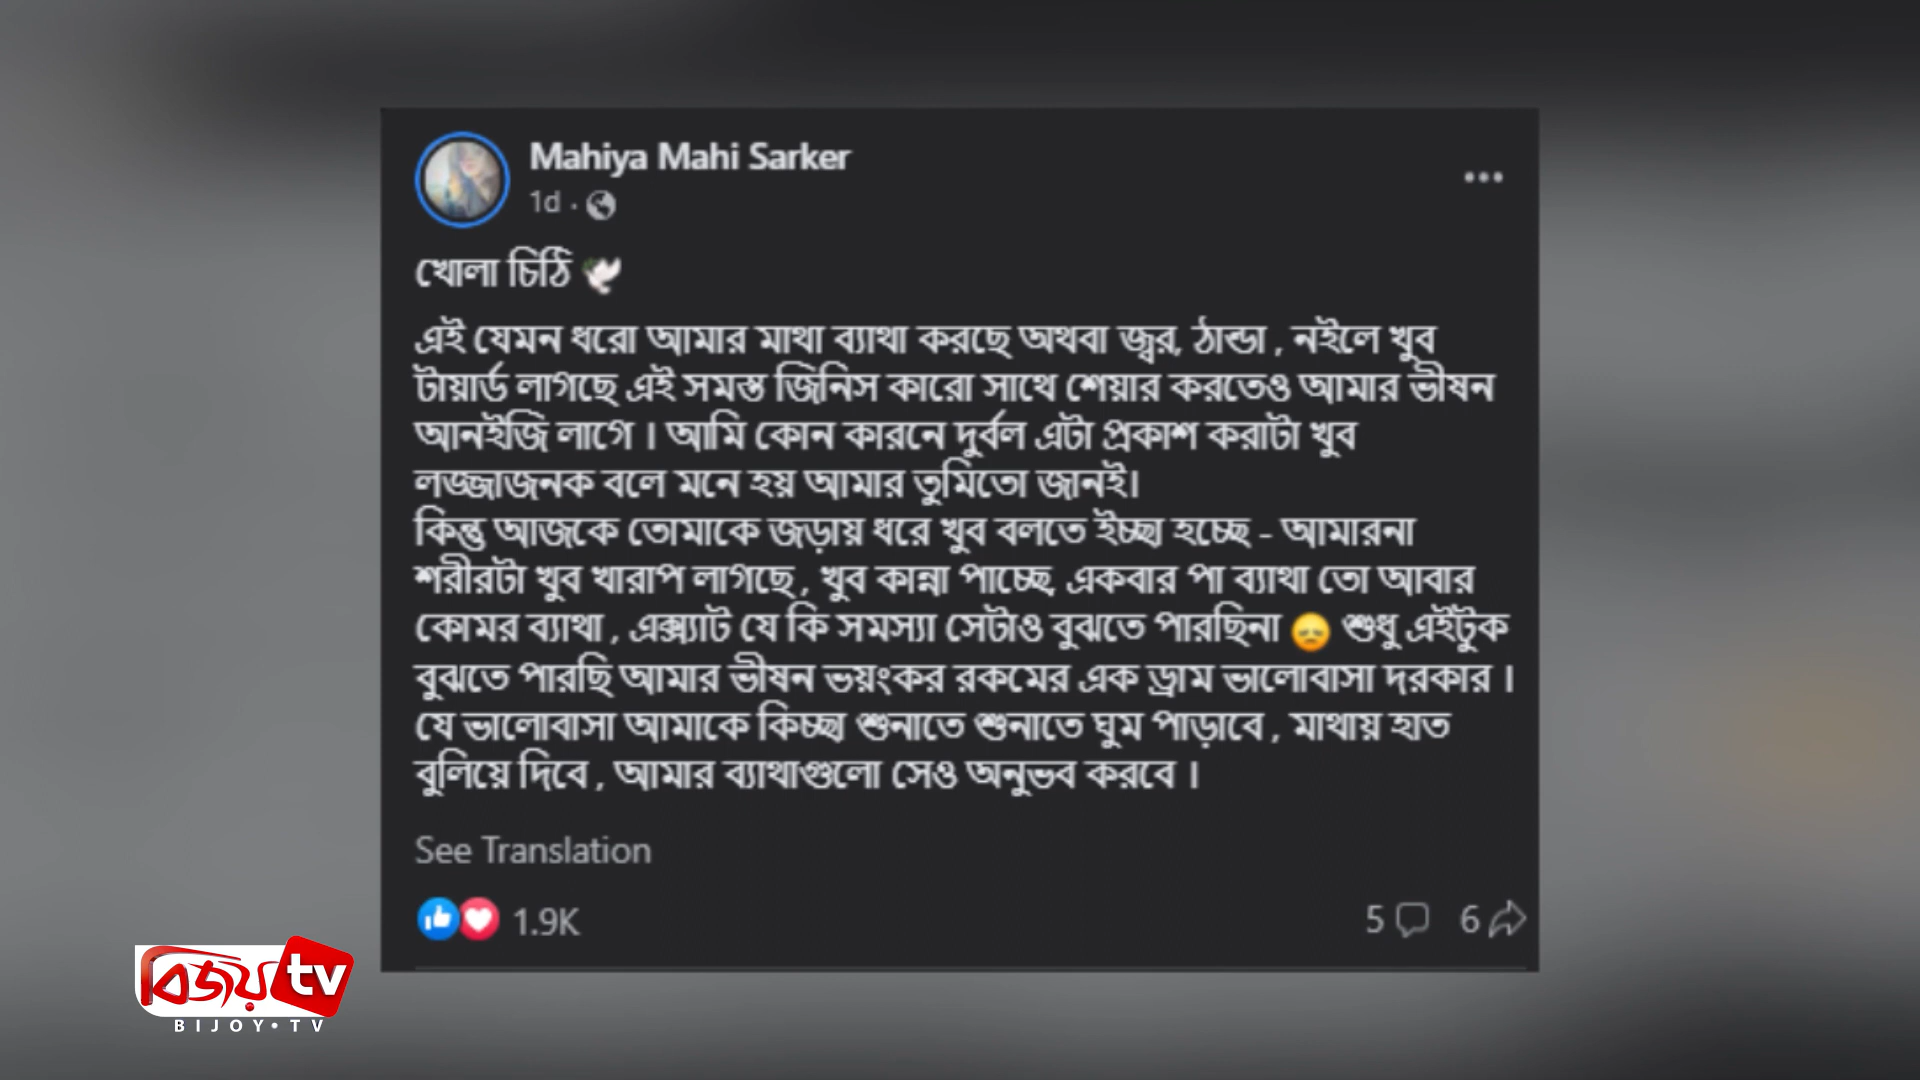 Mahiya Mahi Sarker
1d ·
খোলা চিঠি 🕊
এই যেমন ধরো আমার মাথা ব্যাথা করছে অথবা জ্বর, ঠান্ডা , নইলে খুব
টায়ার্ড লাগছে এই সমস্ত জিনিস কারো সাথে শেয়ার করতেও আমার ভীষন
আনইজি লাগে । আমি কোন কারনে দুর্বল এটা প্রকাশ করাটা খুব
লজ্জাজনক বলে মনে হয় আমার তুমিতো জানই।
কিন্তু আজকে তোমাকে জড়ায় ধরে খুব বলতে ইচ্ছা হচ্ছে - আমারনা
শরীরটা খুব খারাপ লাগছে , খুব কান্না পাচ্ছে, একবার পা ব্যাথা তো আবার
কোমর ব্যাথা , এক্স্যাট যে কি সমস্যা সেটাও বুঝতে পারছিনা 😞 শুধু এইটুক
বুঝতে পারছি আমার ভীষন ভয়ংকর রকমের এক ড্রাম ভালোবাসা দরকার ।
যে ভালোবাসা আমাকে কিচ্ছা শুনাতে শুনাতে ঘুম পাড়াবে , মাথায় হাত
বুলিয়ে দিবে , আমার ব্যাথাগুলো সেও অনুভব করবে ।
See Translation
1.9K
5 6
বিজয় tv
BIJOY•TV